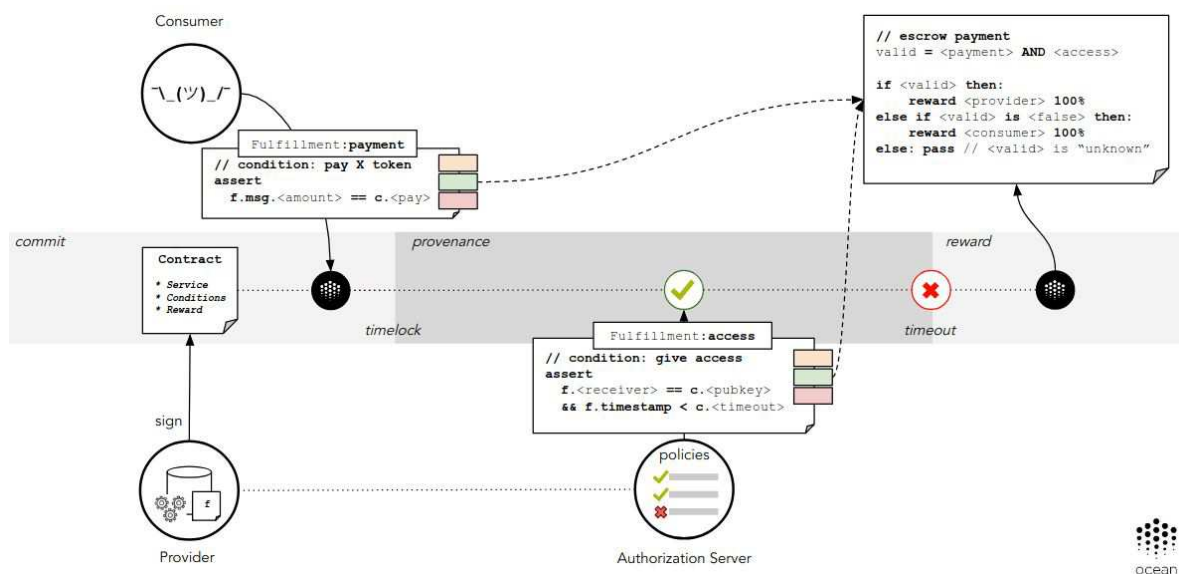 Consumer
¯\_(ツ)_/¯
// escrow payment
valid = <payment> AND <access>
if <valid> then:
reward <provider> 100%
else if <valid> is <false> then:
reward <consumer> 100%
else: pass // <valid> is “unknown”
Fulfillment:payment
// condition: pay X token
assert
f.msg.<amount> == c.<pay>
commit
provenance
reward
Contract
* Service
* Conditions
* Reward
timelock
timeout
Fulfillment:access
// condition: give access
assert
f.<receiver> == c.<pubkey>
&& f.timestamp < c.<timeout>
sign
policies
f
Provider
Authorization Server
ocean